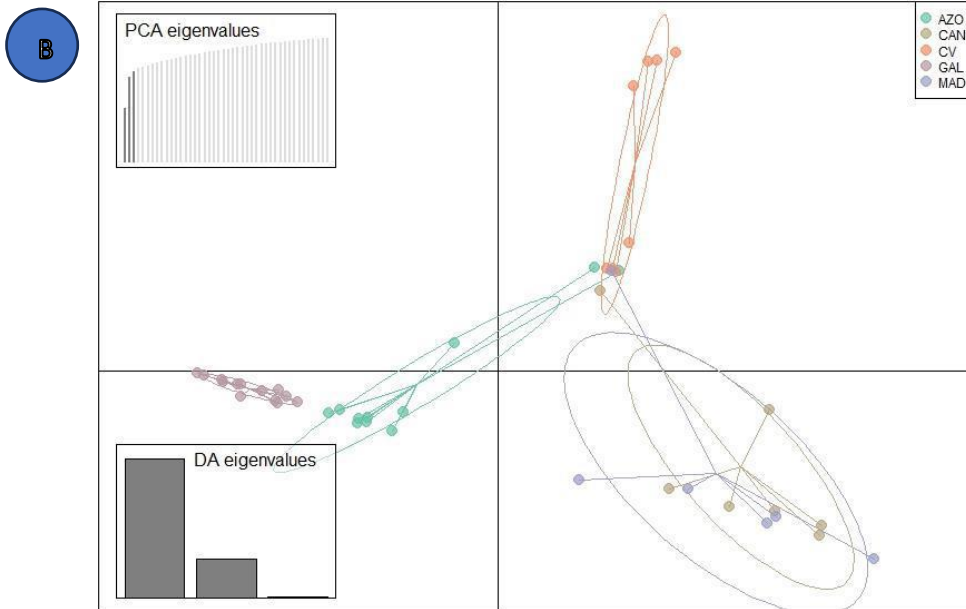 B
PCA eigenvalues
AZO
CAN
CV
GAL
MAD
DA eigenvalues